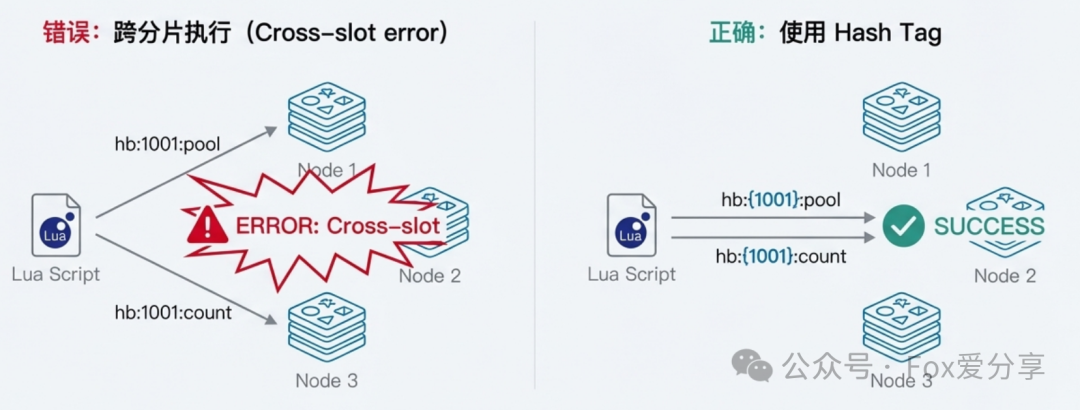 错误：跨分片执行（Cross-slot error）
hb:1001:pool
Node 1
ERROR: Cross-slot
Lua
Lua Script
Node 2
hb:1001:count
Node 3
正确：使用 Hash Tag
Node 1
hb:{1001}:pool
SUCCESS
Lua
hb:{1001}:count
Lua Script
Node 2
公众号 · Fox爱分享
Node 3